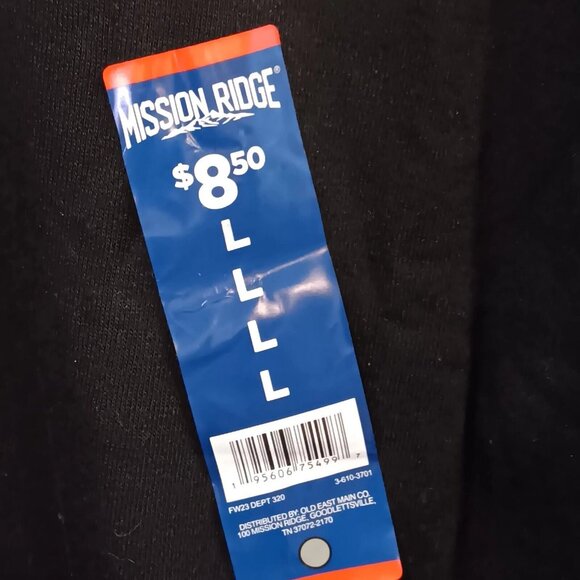 MISSION RIDGE®
$8.50
L
L
L
L
1 95606 75499 7
FW23 DEPT 320 3-610-3701
DISTRIBUTED BY: OLD EAST MAIN CO.
100 MISSION RIDGE, GOODLETTSVILLE,
TN 37072-2170